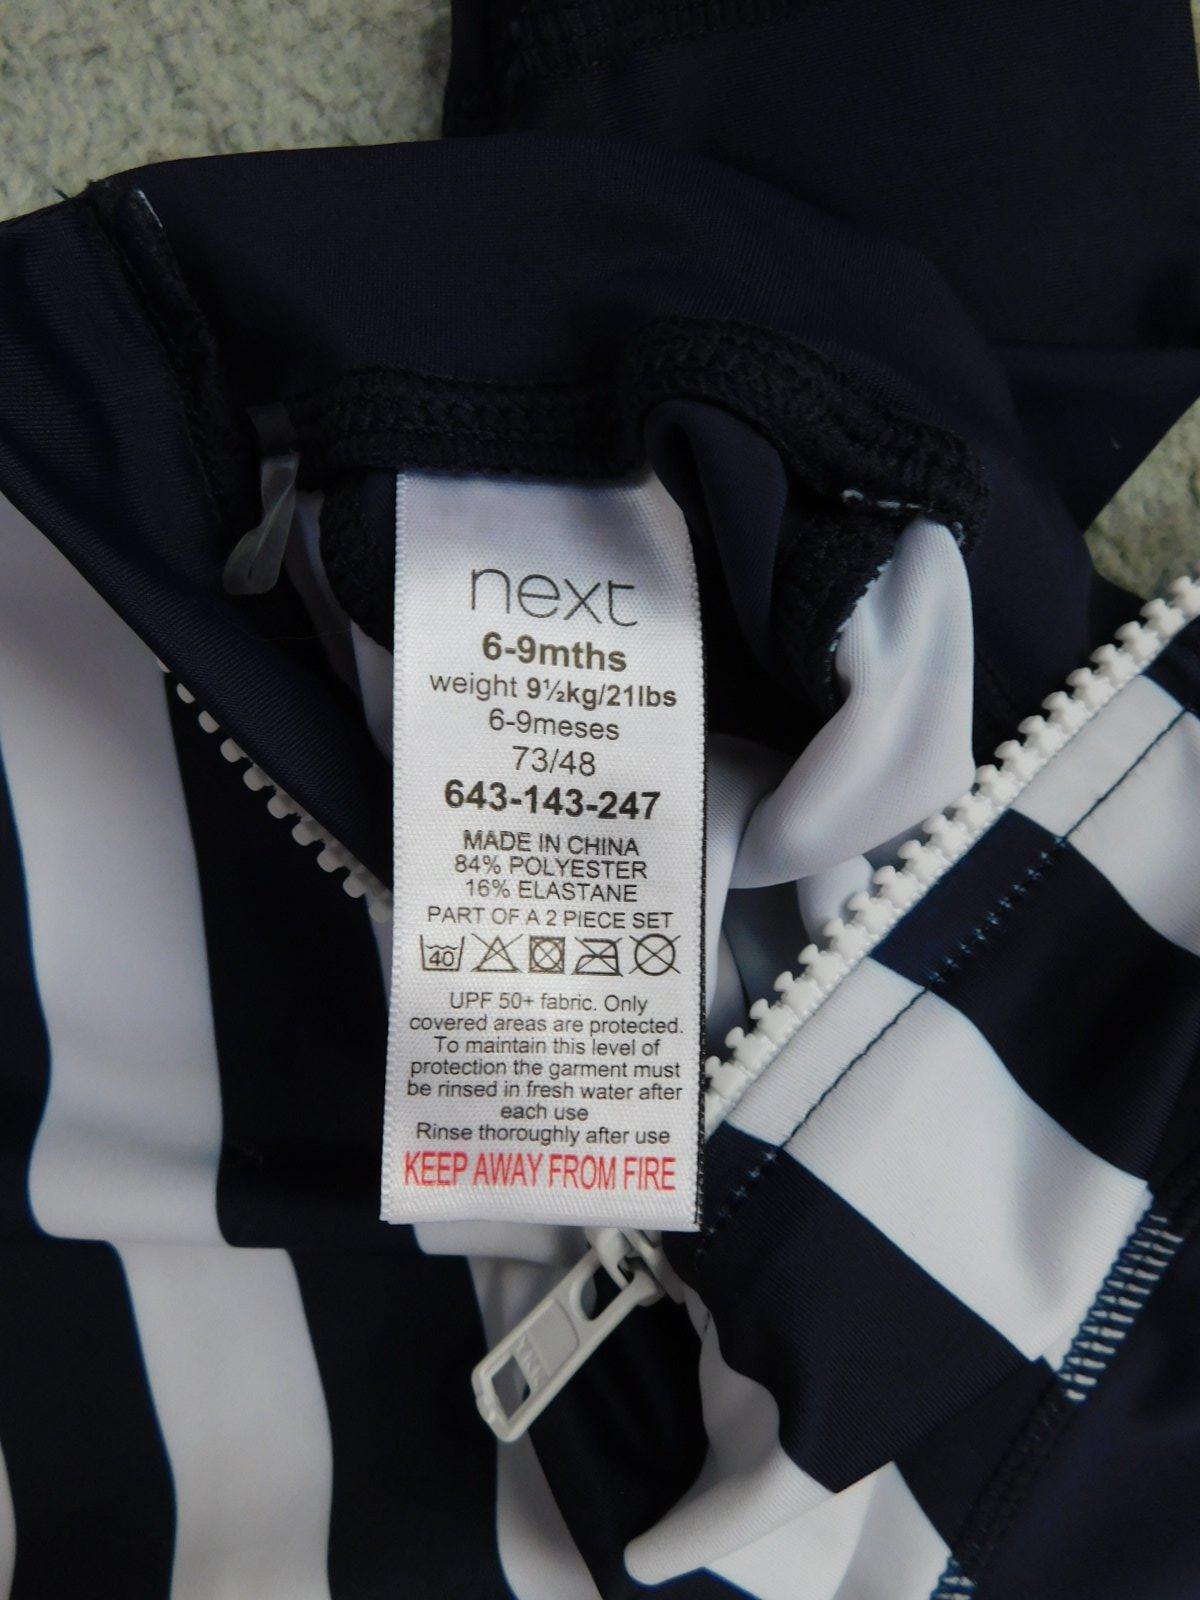 next
6-9mths
weight 9½kg/21lbs
6-9meses
73/48
643-143-247
MADE IN CHINA
84% POLYESTER
16% ELASTANE
PART OF A 2 PIECE SET
40
UPF 50+ fabric. Only
covered areas are protected.
To maintain this level of
protection the garment must
be rinsed in fresh water after
each use
Rinse thoroughly after use
KEEP AWAY FROM FIRE
YKK